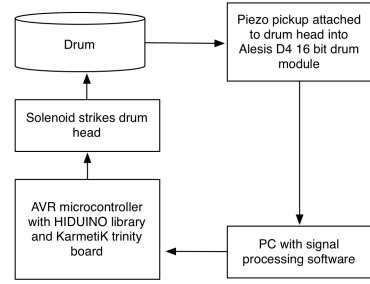 Drum
Piezo pickup attached
to drum head into
Alesis D4 16 bit drum
module
Solenoid strikes drum
head
AVR microcontroller
with HIDUINO library
and KarmetiK trinity
board
PC with signal
processing software